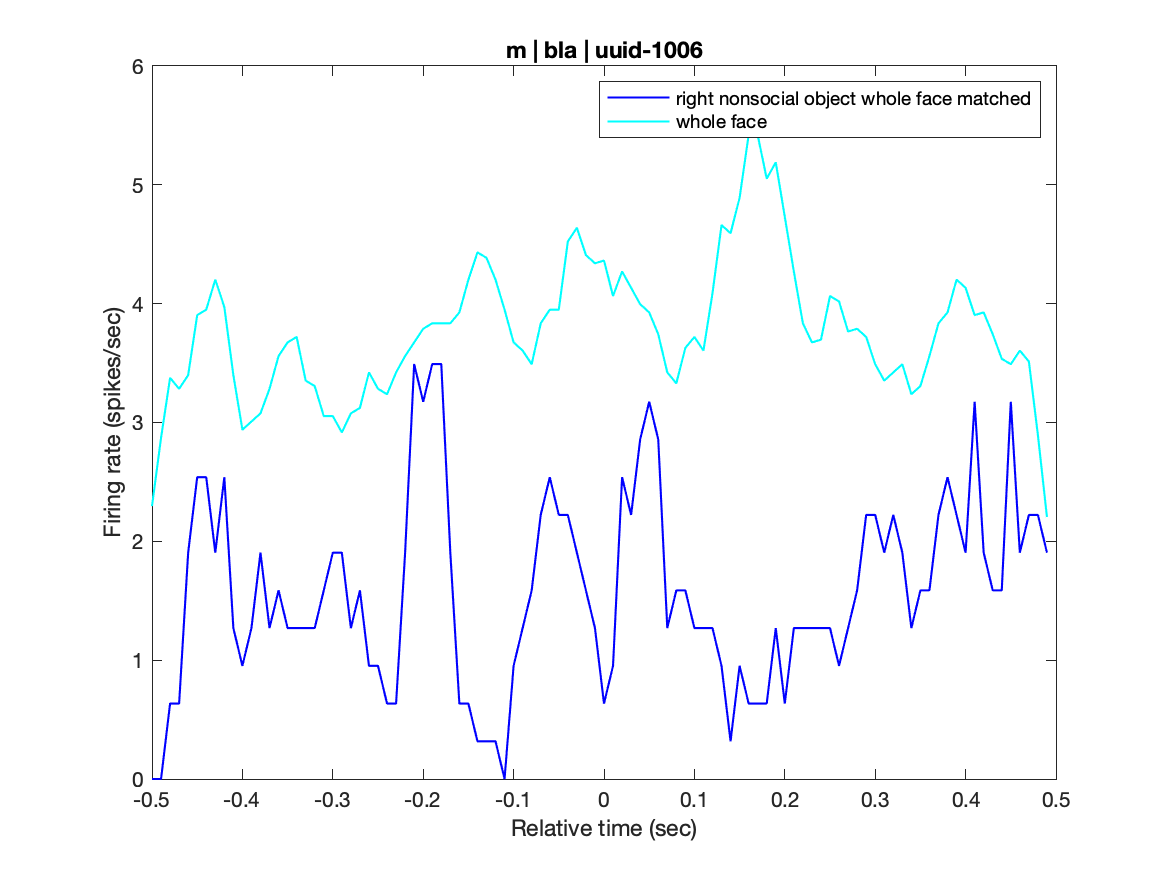 m | bla | uuid-1006
6
right nonsocial object whole face matched
whole face
5
4
3
2
1
0
Firing rate (spikes/sec)
-0.5 -0.4 -0.3 -0.2 -0.1 0 0.1 0.2 0.3 0.4 0.5
Relative time (sec)